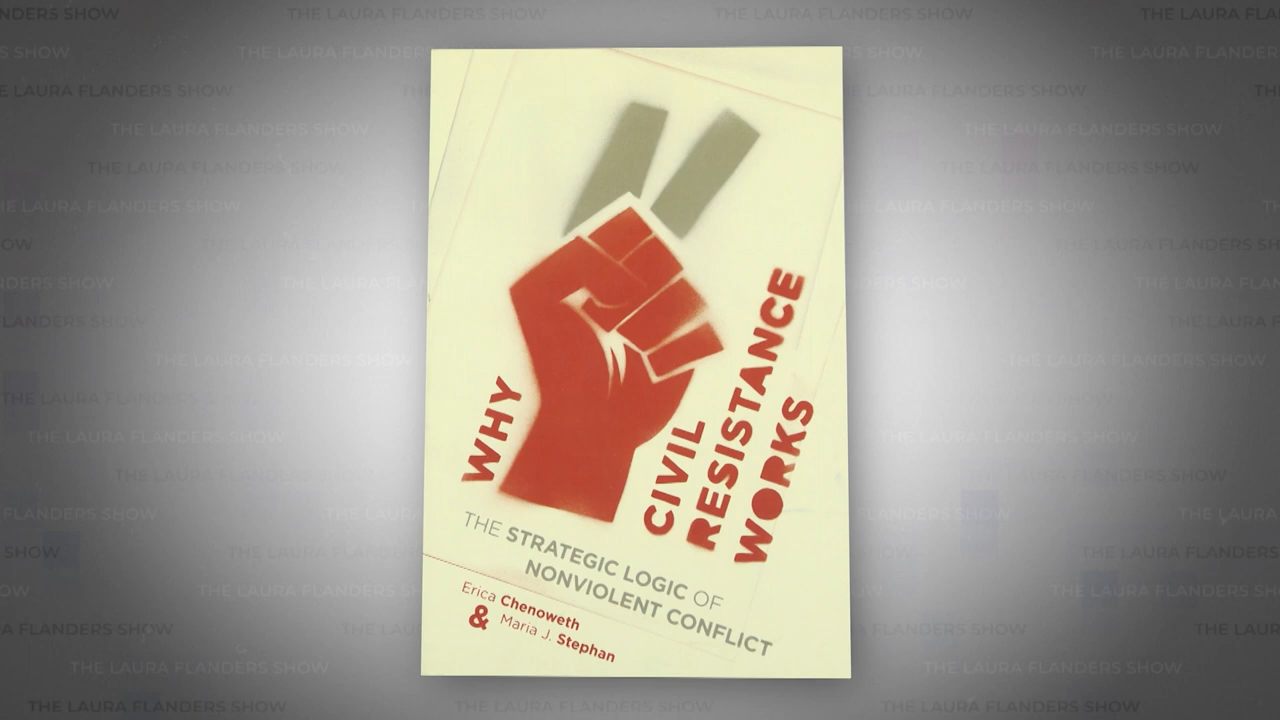 WHY
CIVIL
RESISTANCE
WORKS
THE STRATEGIC LOGIC OF
NONVIOLENT CONFLICT
Erica Chenoweth
& Maria J. Stephan
THE LAURA FLANDERS SHOW